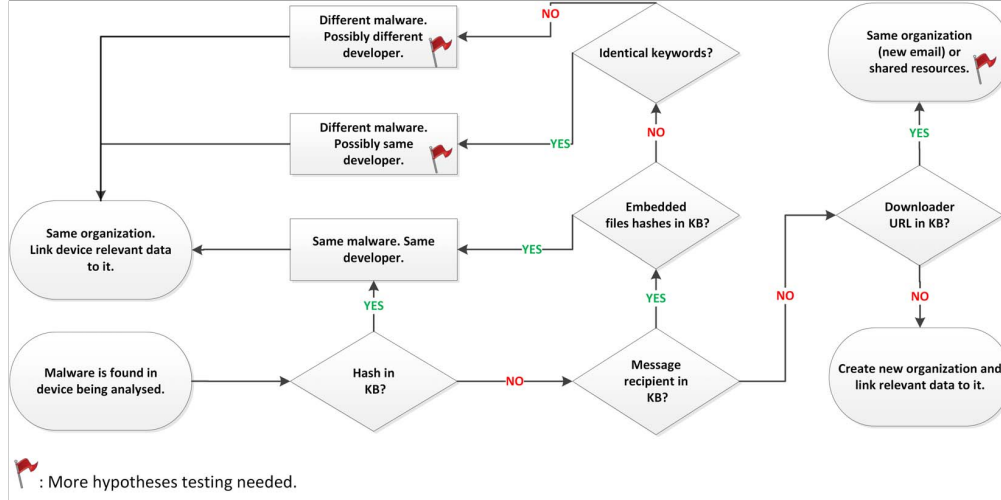 Different malware.
Possibly different
developer.
NO
Identical keywords?
Same organization
(new email) or
shared resources.
Different malware.
Possibly same
developer.
YES
NO
YES
Same organization.
Link device relevant data
to it.
Same malware. Same
developer.
YES
Embedded
files hashes in KB?
Downloader
URL in KB?
YES
YES
NO
NO
Malware is found in
device being analysed.
Hash in
KB?
NO
Message
recipient in
KB?
Create new organization and
link relevant data to it.
: More hypotheses testing needed.